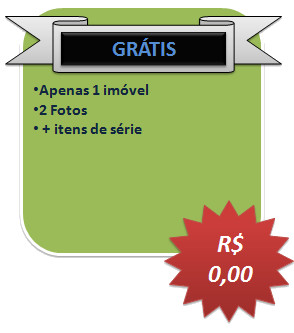 GRÁTIS
•Apenas 1 imóvel
•2 Fotos
• + itens de série
R$
0,00